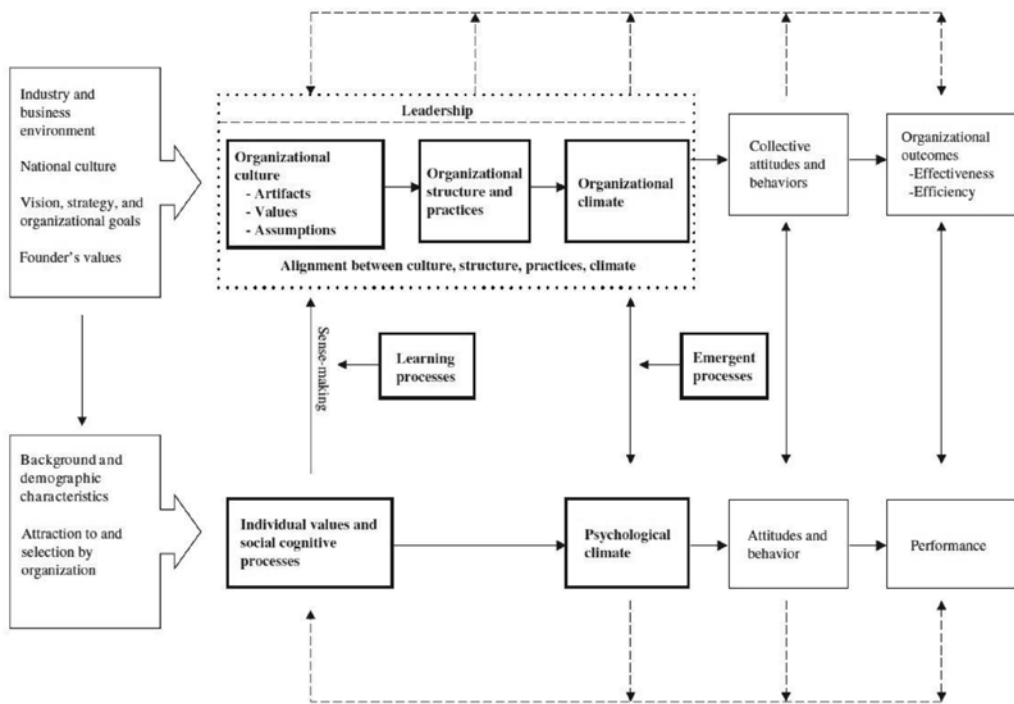 Industry and
business
environment
National culture
Vision, strategy, and
organizational goals
Founder's values
Leadership
Organizational
culture
- Artifacts
- Values
- Assumptions
Organizational
structure and
practices
Organizational
climate
Alignment between culture, structure, practices, climate
Collective
attitudes and
behaviors
Organizational
outcomes
-Effectiveness
-Efficiency
Sense-making
Learning
processes
Emergent
processes
Background and
demographic
characteristics
Attraction to and
selection by
organization
Individual values and
social cognitive
processes
Psychological
climate
Attitudes and
behavior
Performance